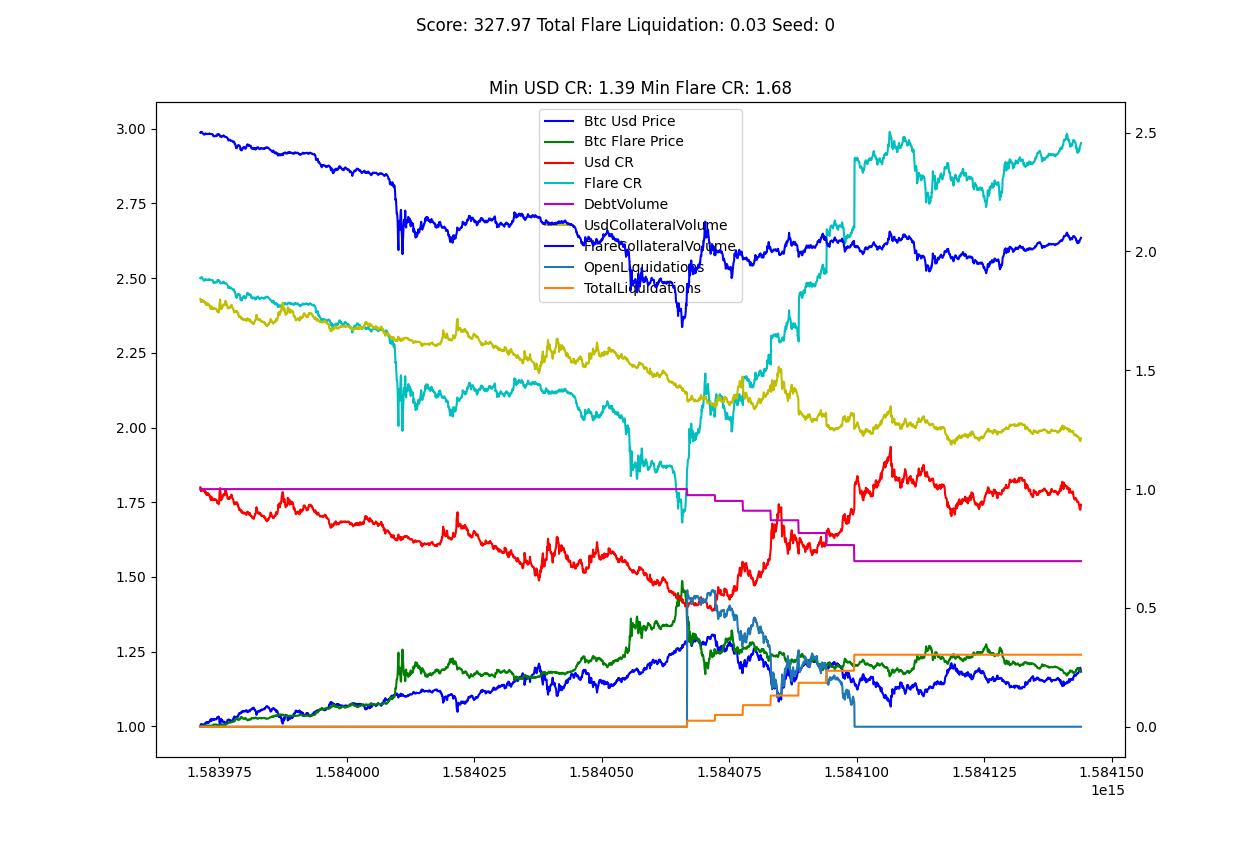 Score: 327.97 Total Flare Liquidation: 0.03 Seed: 0
Min USD CR: 1.39 Min Flare CR: 1.68
Btc Usd Price
Btc Flare Price
Usd CR
Flare CR
DebtVolume
UsdCollateralVolume
FlareCollateralVolume
OpenLiquidations
TotalLiquidations
3.00
2.75
2.50
2.25
2.00
1.75
1.50
1.25
1.00
2.5
2.0
1.5
1.0
0.5
0.0
1.583975
1.584000
1.584025
1.584050
1.584075
1.584100
1.584125
1.584150
1e15